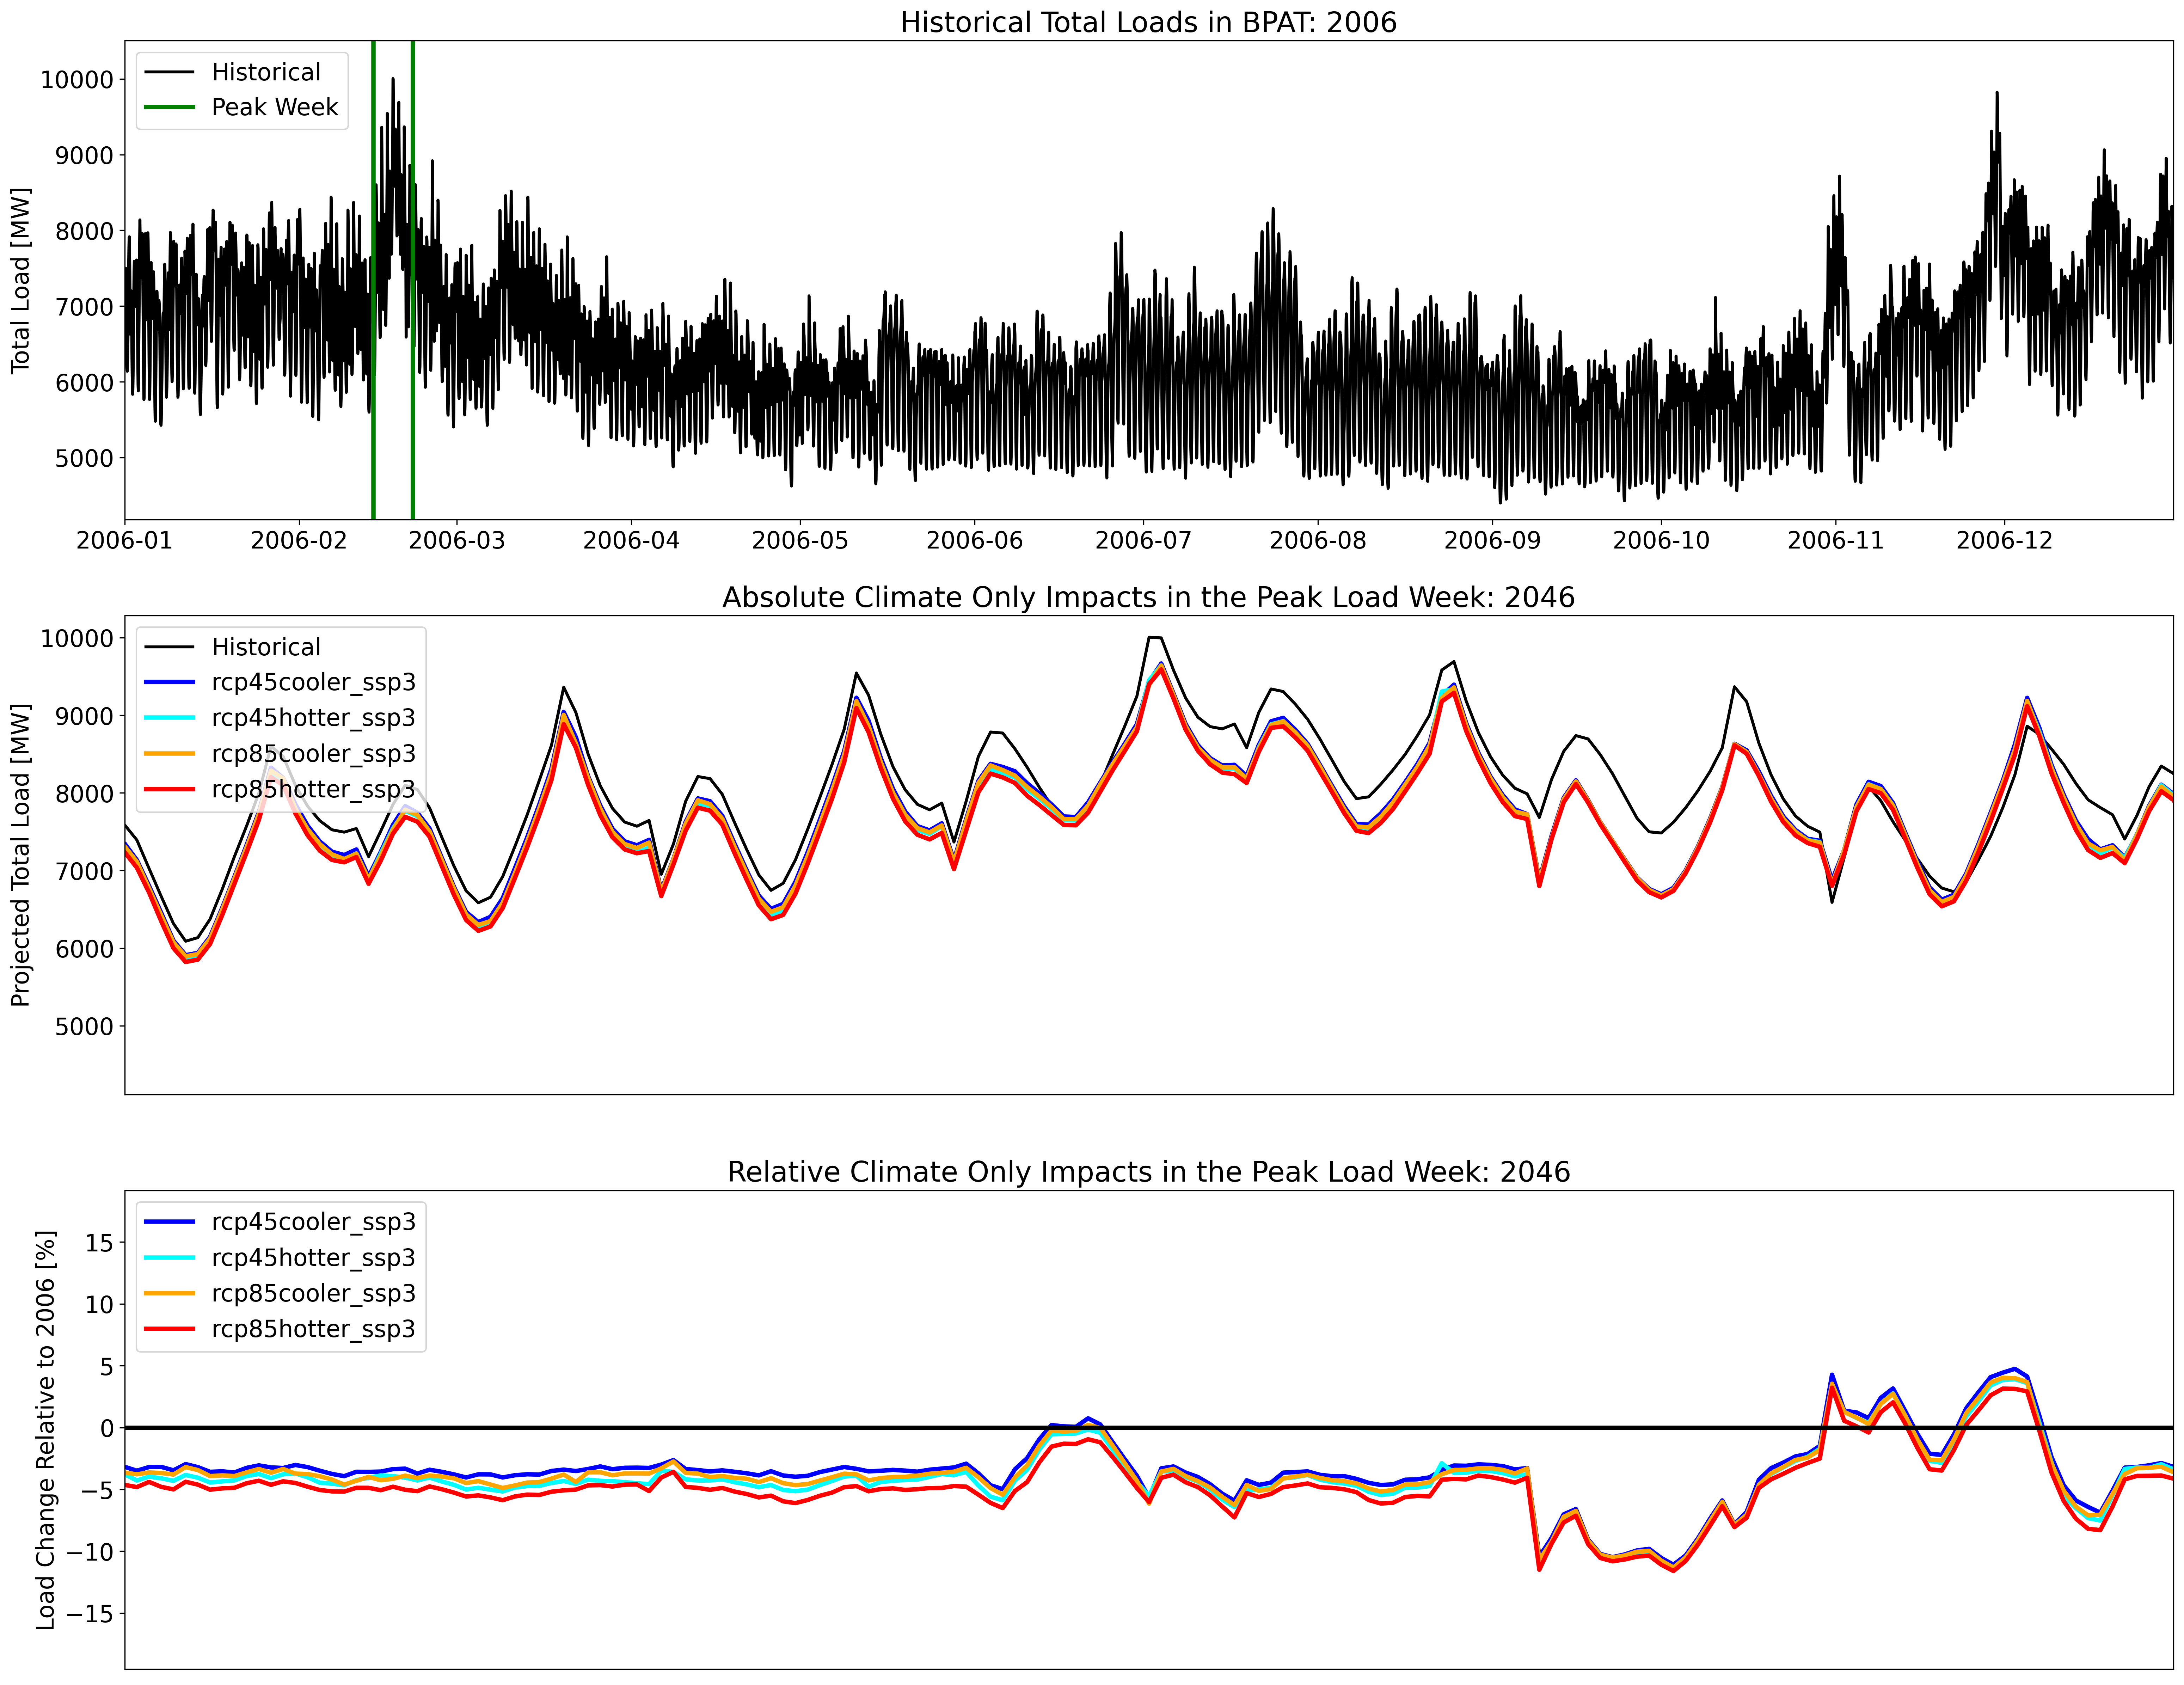 Historical Total Loads in BPAT: 2006
Total Load [MW]
10000
9000
8000
7000
6000
5000
Historical
Peak Week
2006-01 2006-02 2006-03 2006-04 2006-05 2006-06 2006-07 2006-08 2006-09 2006-10 2006-11 2006-12
Absolute Climate Only Impacts in the Peak Load Week: 2046
Projected Total Load [MW]
10000
9000
8000
7000
6000
5000
Historical
rcp45cooler_ssp3
rcp45hotter_ssp3
rcp85cooler_ssp3
rcp85hotter_ssp3
Relative Climate Only Impacts in the Peak Load Week: 2046
Load Change Relative to 2006 [%]
15
10
5
0
−5
−10
−15
rcp45cooler_ssp3
rcp45hotter_ssp3
rcp85cooler_ssp3
rcp85hotter_ssp3